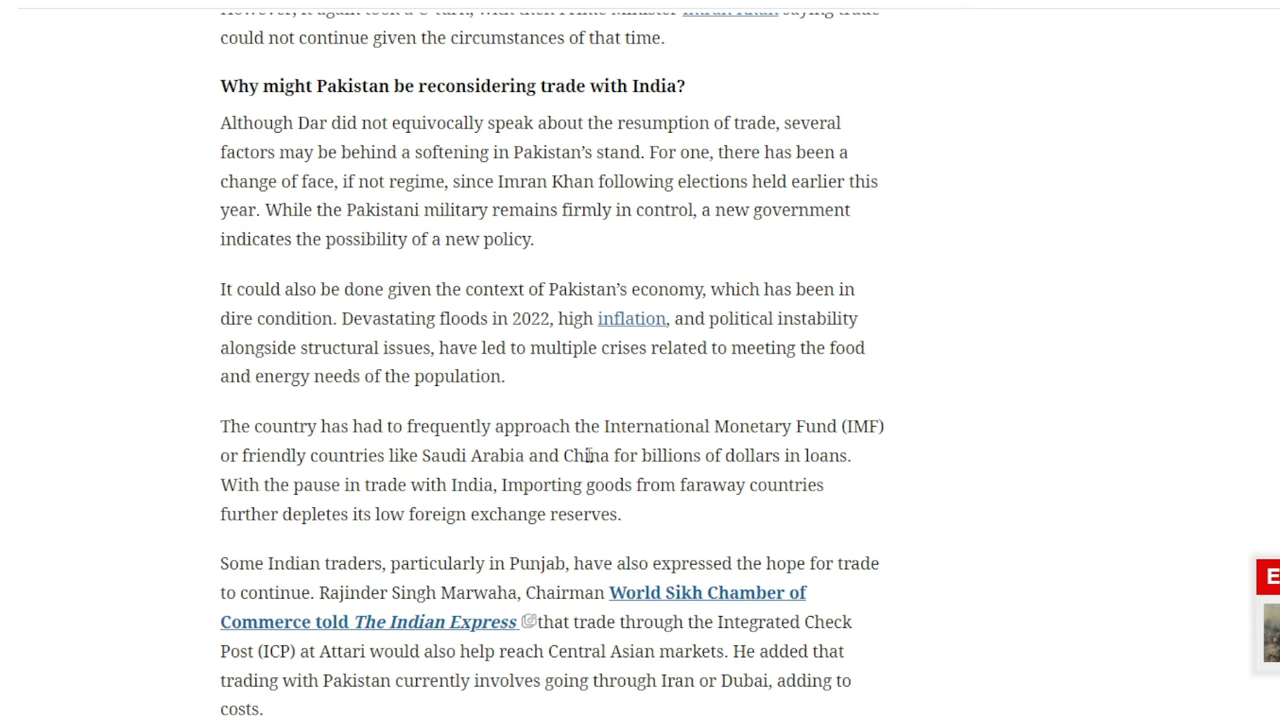 could not continue given the circumstances of that time.
Why might Pakistan be reconsidering trade with India?
Although Dar did not equivocally speak about the resumption of trade, several
factors may be behind a softening in Pakistan’s stand. For one, there has been a
change of face, if not regime, since Imran Khan following elections held earlier this
year. While the Pakistani military remains firmly in control, a new government
indicates the possibility of a new policy.
It could also be done given the context of Pakistan’s economy, which has been in
dire condition. Devastating floods in 2022, high inflation, and political instability
alongside structural issues, have led to multiple crises related to meeting the food
and energy needs of the population.
The country has had to frequently approach the International Monetary Fund (IMF)
or friendly countries like Saudi Arabia and China for billions of dollars in loans.
With the pause in trade with India, Importing goods from faraway countries
further depletes its low foreign exchange reserves.
Some Indian traders, particularly in Punjab, have also expressed the hope for trade
to continue. Rajinder Singh Marwaha, Chairman World Sikh Chamber of
Commerce told The Indian Express that trade through the Integrated Check
Post (ICP) at Attari would also help reach Central Asian markets. He added that
trading with Pakistan currently involves going through Iran or Dubai, adding to
costs.